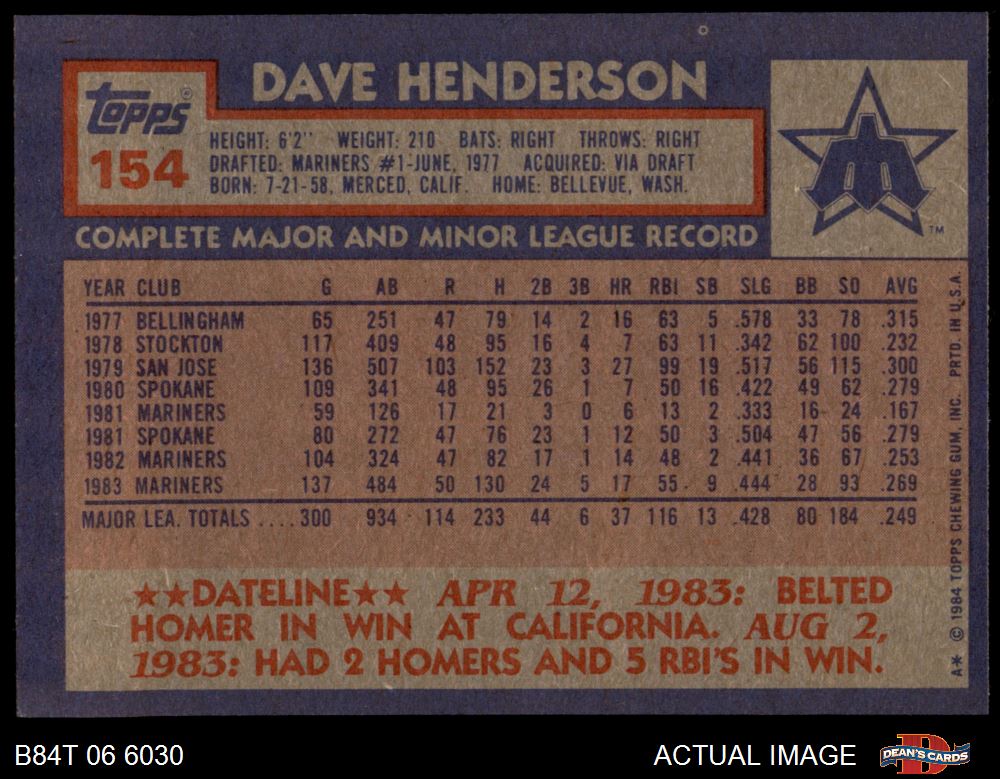 DAVE HENDERSON
Topps®
154
HEIGHT: 6'2" WEIGHT: 210 BATS: RIGHT THROWS: RIGHT
DRAFTED: MARINERS #1-JUNE, 1977 ACQUIRED: VIA DRAFT
BORN: 7-21-58, MERCED, CALIF. HOME: BELLEVUE, WASH.
TM
COMPLETE MAJOR AND MINOR LEAGUE RECORD
YEAR CLUB G AB R H 2B 3B HR RBI SB SLG BB SO AVG
1977 BELLINGHAM 65 251 47 79 14 2 16 63 5 .578 33 78 .315
1978 STOCKTON 117 409 48 95 16 4 7 63 11 .342 62 100 .232
1979 SAN JOSE 136 507 103 152 23 3 27 99 19 .517 56 115 .300
1980 SPOKANE 109 341 48 95 26 1 7 50 16 .422 49 62 .279
1981 MARINERS 59 126 17 21 3 0 6 13 2 .333 16 24 .167
1981 SPOKANE 80 272 47 76 23 1 12 50 3 .504 47 56 .279
1982 MARINERS 104 324 47 82 17 1 14 48 2 .441 36 67 .253
1983 MARINERS 137 484 50 130 24 5 17 55 9 .444 28 93 .269
MAJOR LEA. TOTALS .... 300 934 114 233 44 6 37 116 13 .428 80 184 .249
★★DATELINE★★ APR 12, 1983: BELTED
HOMER IN WIN AT CALIFORNIA. AUG 2,
1983: HAD 2 HOMERS AND 5 RBI'S IN WIN.
A* © 1984 TOPPS CHEWING GUM, INC. PRTD. IN U.S.A.
B84T 06 6030
ACTUAL IMAGE
DEAN'S CARDS